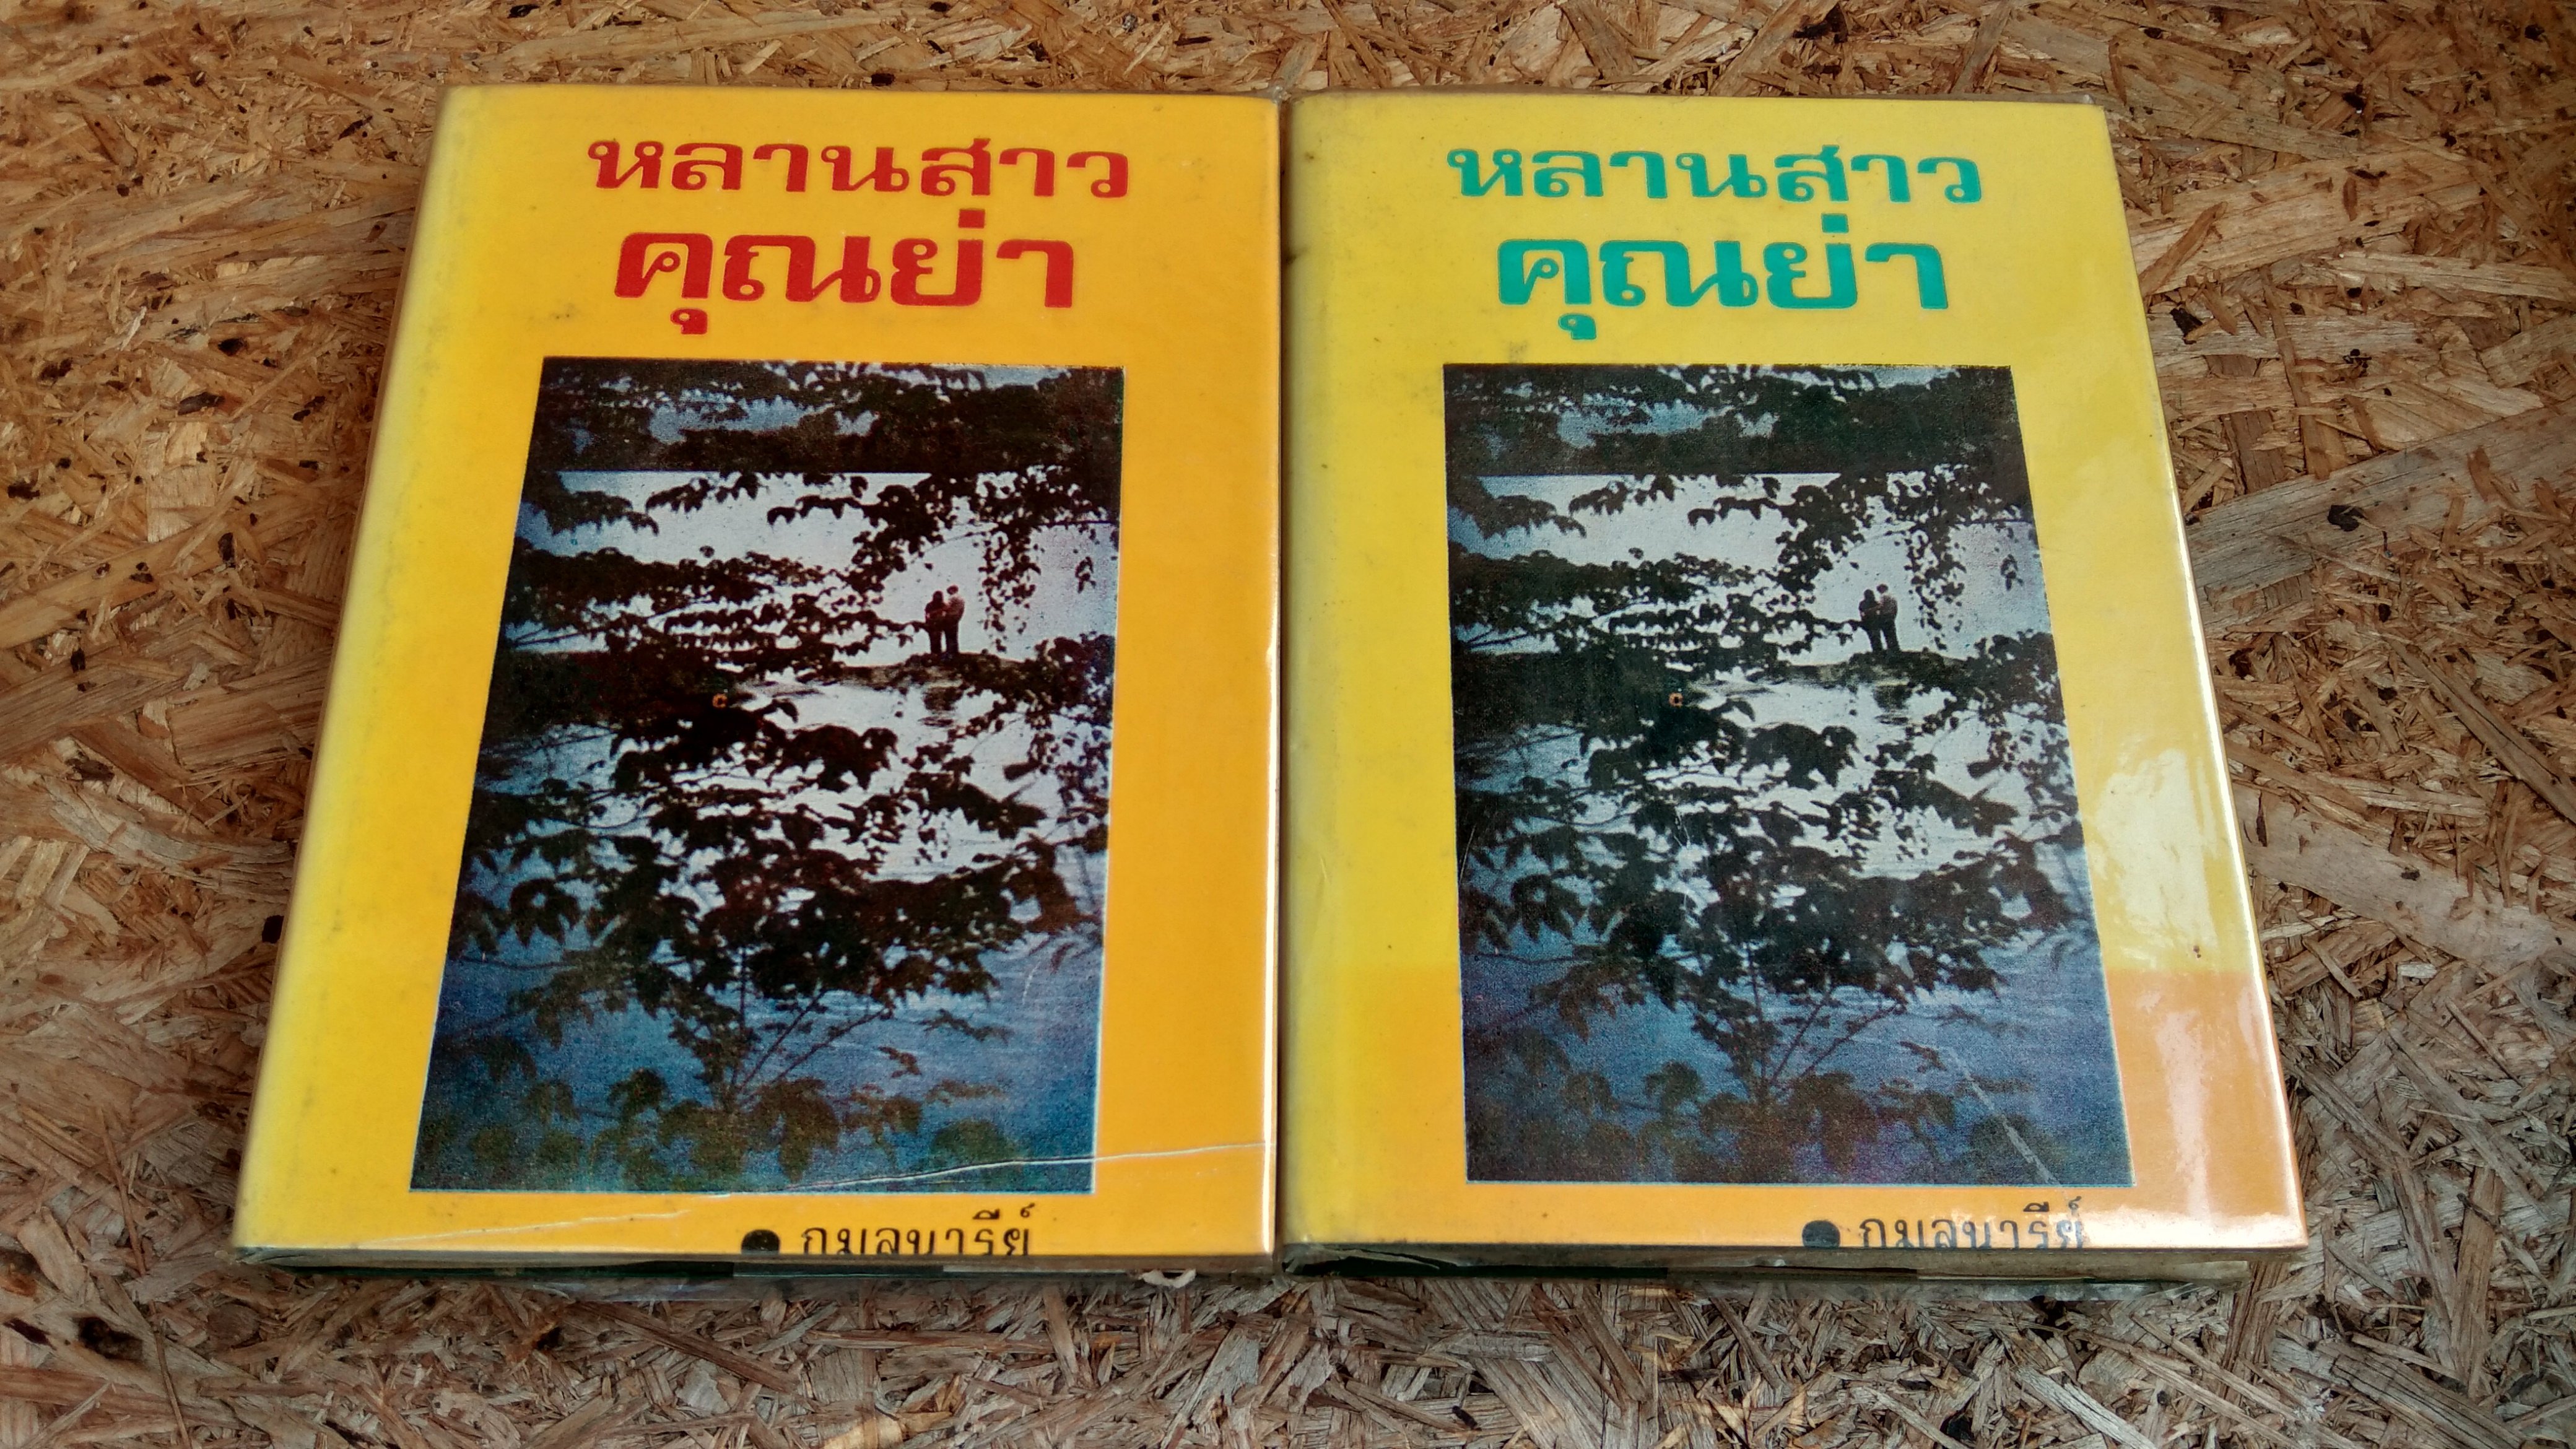 หลานสาว
คุณย่า
● กมลนารีย์
หลานสาว
คุณย่า
● กมลนารีย์